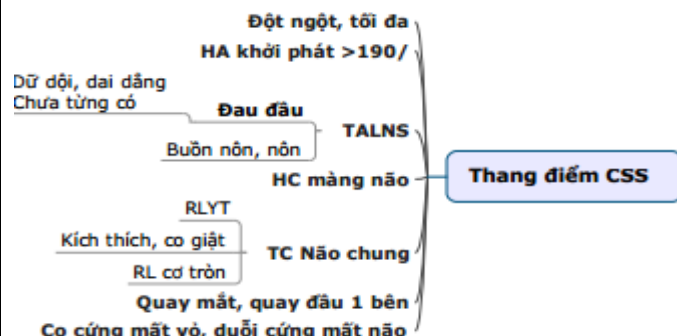 Đột ngột, tối đa
HA khởi phát >190/
Dữ dội, dai dẳng
Chưa từng có
Đau đầu
Buồn nôn, nôn
TALNS
HC màng não
Thang điểm CSS
RLYT
Kích thích, co giật
RL cơ tròn
TC Não chung
Quay mắt, quay đầu 1 bên
Co cứng mất vỏ, duỗi cứng mất não